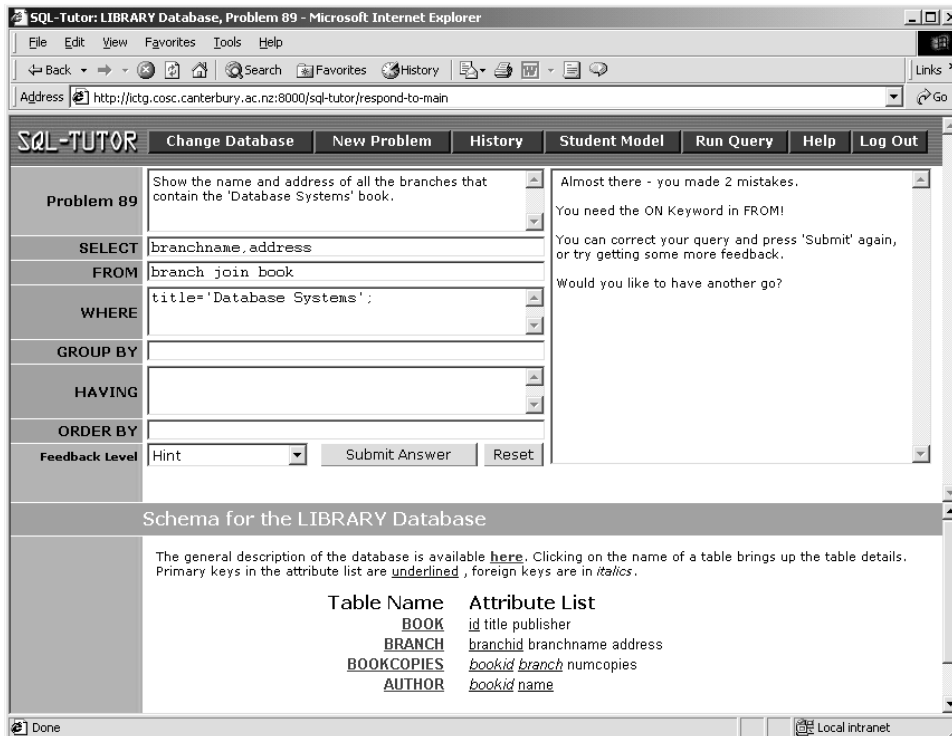 SQL-Tutor: LIBRARY Database, Problem 89 - Microsoft Internet Explorer
File Edit View Favorites Tools Help
Back Search Favorites History Links
Address http://ictg.cosc.canterbury.ac.nz:8000/sql-tutor/respond-to-main Go
SQL-TUTOR Change Database New Problem History Student Model Run Query Help Log Out
Problem 89
Show the name and address of all the branches that
contain the 'Database Systems' book.
SELECT branchname,address
FROM branch join book
WHERE title='Database Systems';
GROUP BY
HAVING
ORDER BY
Feedback Level Hint Submit Answer Reset
Almost there - you made 2 mistakes.
You need the ON Keyword in FROM!
You can correct your query and press 'Submit' again,
or try getting some more feedback.
Would you like to have another go?
Schema for the LIBRARY Database
The general description of the database is available here. Clicking on the name of a table brings up the table details.
Primary keys in the attribute list are underlined , foreign keys are in italics.
Table Name Attribute List
BOOK id title publisher
BRANCH branchid branchname address
BOOKCOPIES bookid branch numcopies
AUTHOR bookid name
Done Local intranet